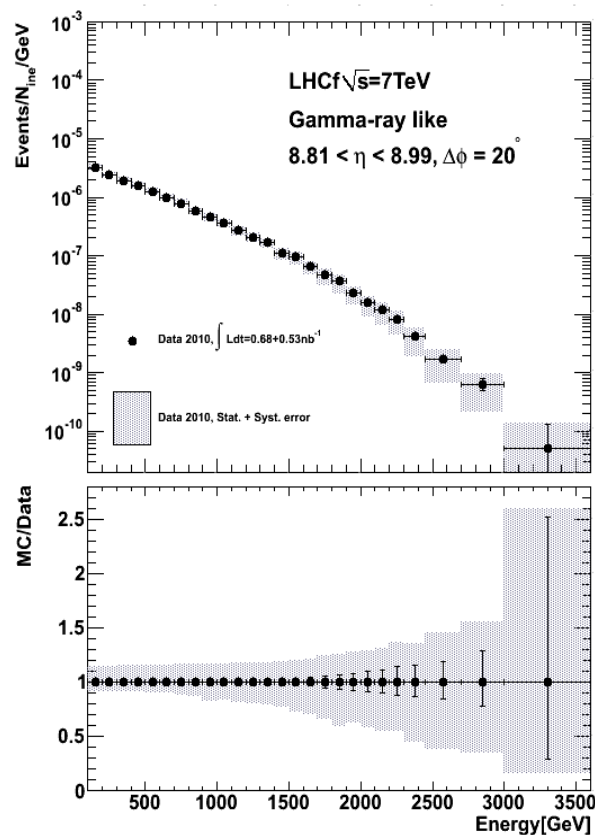 Events/N_ine/GeV
10^-3
10^-4
10^-5
10^-6
10^-7
10^-8
10^-9
10^-10
LHCf √s=7TeV
Gamma-ray like
8.81 < η < 8.99, Δϕ = 20°
Data 2010, ∫ Ldt=0.68+0.53nb^-1
Data 2010, Stat. + Syst. error
MC/Data
2.5
2
1.5
1
0.5
0
500 1000 1500 2000 2500 3000 3500
Energy[GeV]